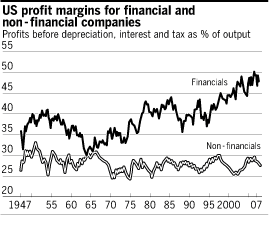 US profit margins for financial and
non-financial companies
Profits before depreciation, interest and tax as % of output
55
50
Financials
45
40
35
Non-financials
30
25
20
1947 55 60 65 70 75 80 85 90 95 2000 07